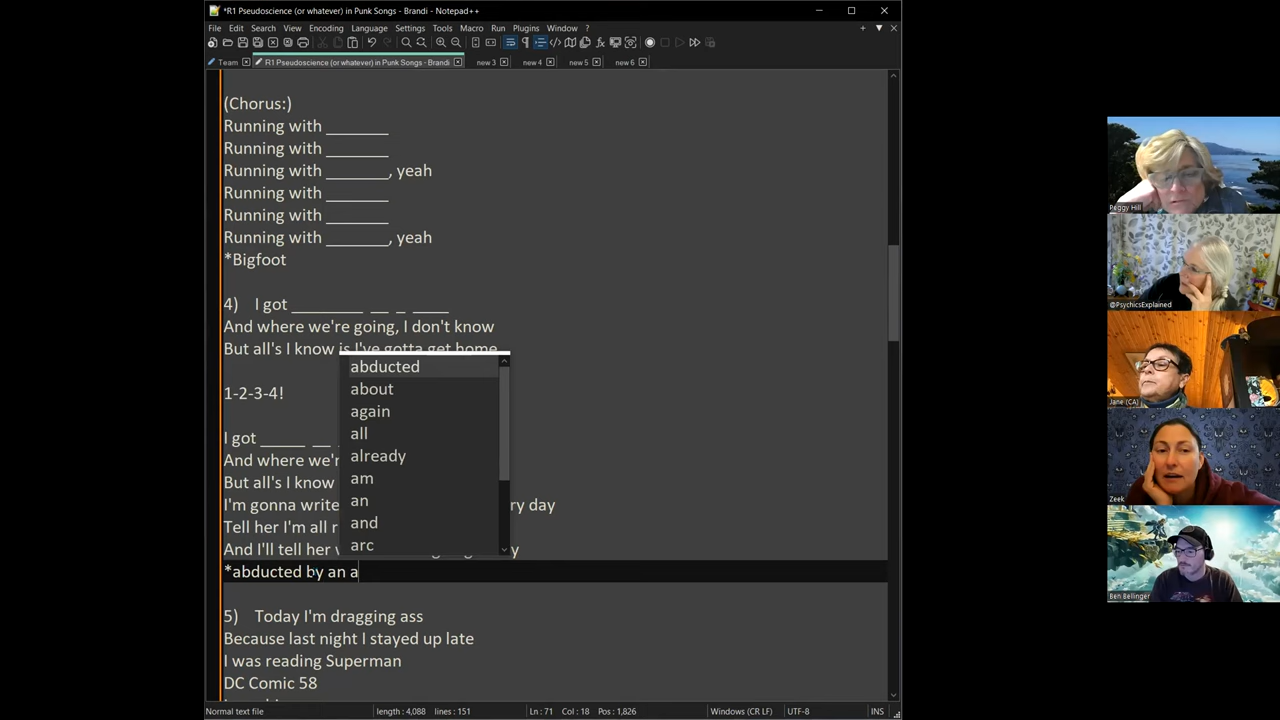 *R1 Pseudoscience (or whatever) in Punk Songs - Brandi - Notepad++
File Edit Search View Encoding Language Settings Tools Macro Run Plugins Window ?
Team R1 Pseudoscience (or whatever) in Punk Songs - Brandi new 3 new 4 new 5 new 6
(Chorus:)
Running with _______
Running with _______
Running with _______, yeah
Running with _______
Running with _______
Running with _______, yeah
*Bigfoot
4) I got ________ __ _ ____
And where we're going, I don't know
But all's I know is I've gotta get home
1-2-3-4!
I got _____ __
And where we'r
But all's I know
I'm gonna write ry day
Tell her I'm all r
And I'll tell her y
*abducted by an a
abducted
about
again
all
already
am
an
and
arc
5) Today I'm dragging ass
Because last night I stayed up late
I was reading Superman
DC Comic 58
Normal text file length : 4,088 lines : 151 Ln : 71 Col : 18 Pos : 1,826 Windows (CR LF) UTF-8 INS
Peggy Hill
@PsychicsExplained
Jane (CA)
Zeek
Ben Bellinger